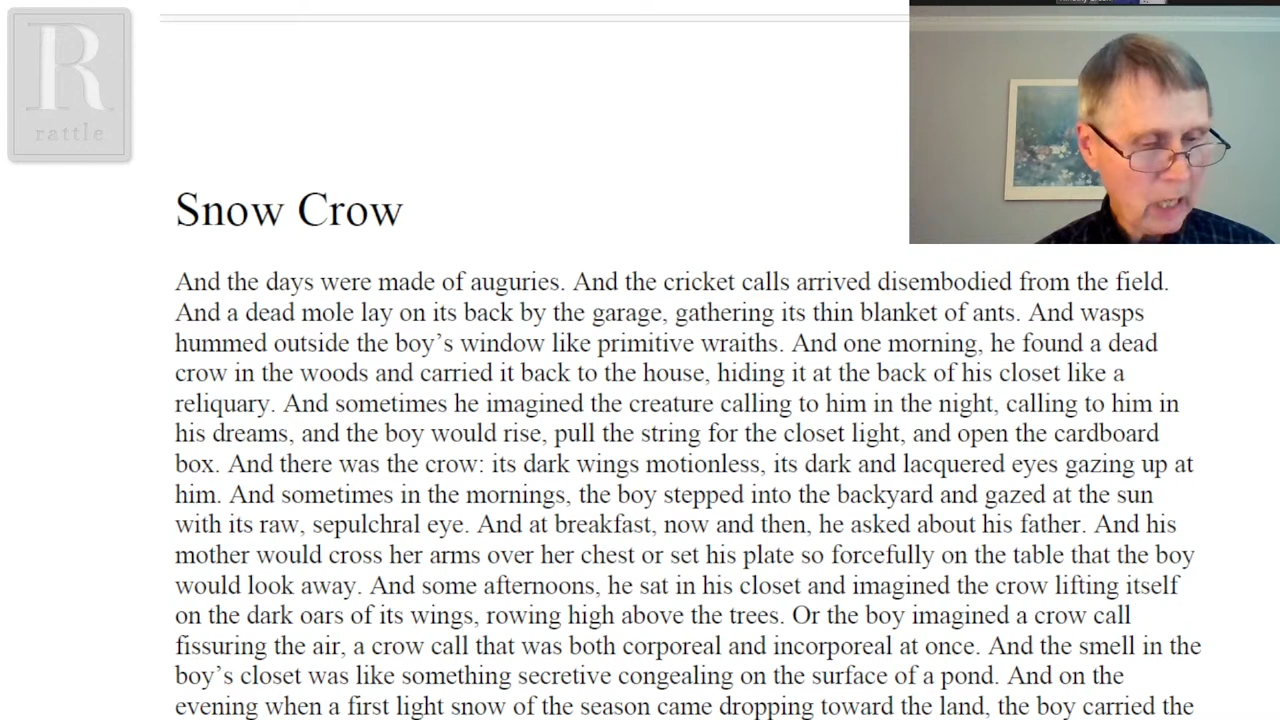 R
rattle
Snow Crow
And the days were made of auguries. And the cricket calls arrived disembodied from the field.
And a dead mole lay on its back by the garage, gathering its thin blanket of ants. And wasps
hummed outside the boy’s window like primitive wraiths. And one morning, he found a dead
crow in the woods and carried it back to the house, hiding it at the back of his closet like a
reliquary. And sometimes he imagined the creature calling to him in the night, calling to him in
his dreams, and the boy would rise, pull the string for the closet light, and open the cardboard
box. And there was the crow: its dark wings motionless, its dark and lacquered eyes gazing up at
him. And sometimes in the mornings, the boy stepped into the backyard and gazed at the sun
with its raw, sepulchral eye. And at breakfast, now and then, he asked about his father. And his
mother would cross her arms over her chest or set his plate so forcefully on the table that the boy
would look away. And some afternoons, he sat in his closet and imagined the crow lifting itself
on the dark oars of its wings, rowing high above the trees. Or the boy imagined a crow call
fissuring the air, a crow call that was both corporeal and incorporeal at once. And the smell in the
boy’s closet was like something secretive congealing on the surface of a pond. And on the
evening when a first light snow of the season came dropping toward the land, the boy carried the